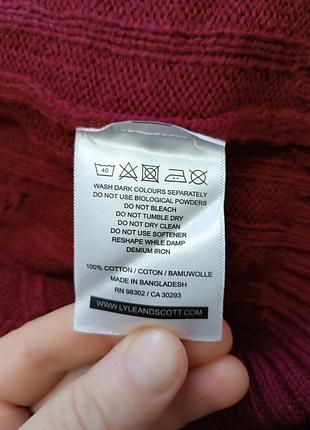 40
WASH DARK COLOURS SEPARATELY
DO NOT USE BIOLOGICAL POWDERS
DO NOT BLEACH
DO NOT TUMBLE DRY
DO NOT DRY CLEAN
DO NOT USE SOFTENER
RESHAPE WHILE DAMP
DEMIUM IRON
100% COTTON / COTON / BAMUWOLLE
MADE IN BANGLADESH
RN 98302 / CA 30293
WWW.LYLEANDSCOTT.COM